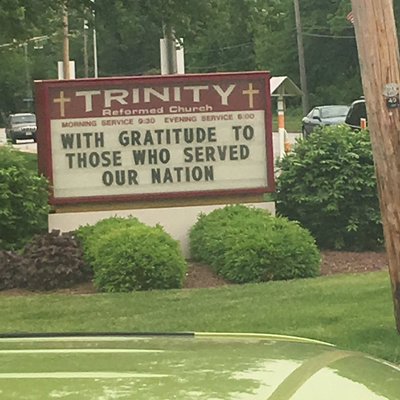 TRINITY
Reformed Church
MORNING SERVICE 9:30 EVENING SERVICE 6:00
WITH GRATITUDE TO
THOSE WHO SERVED
OUR NATION